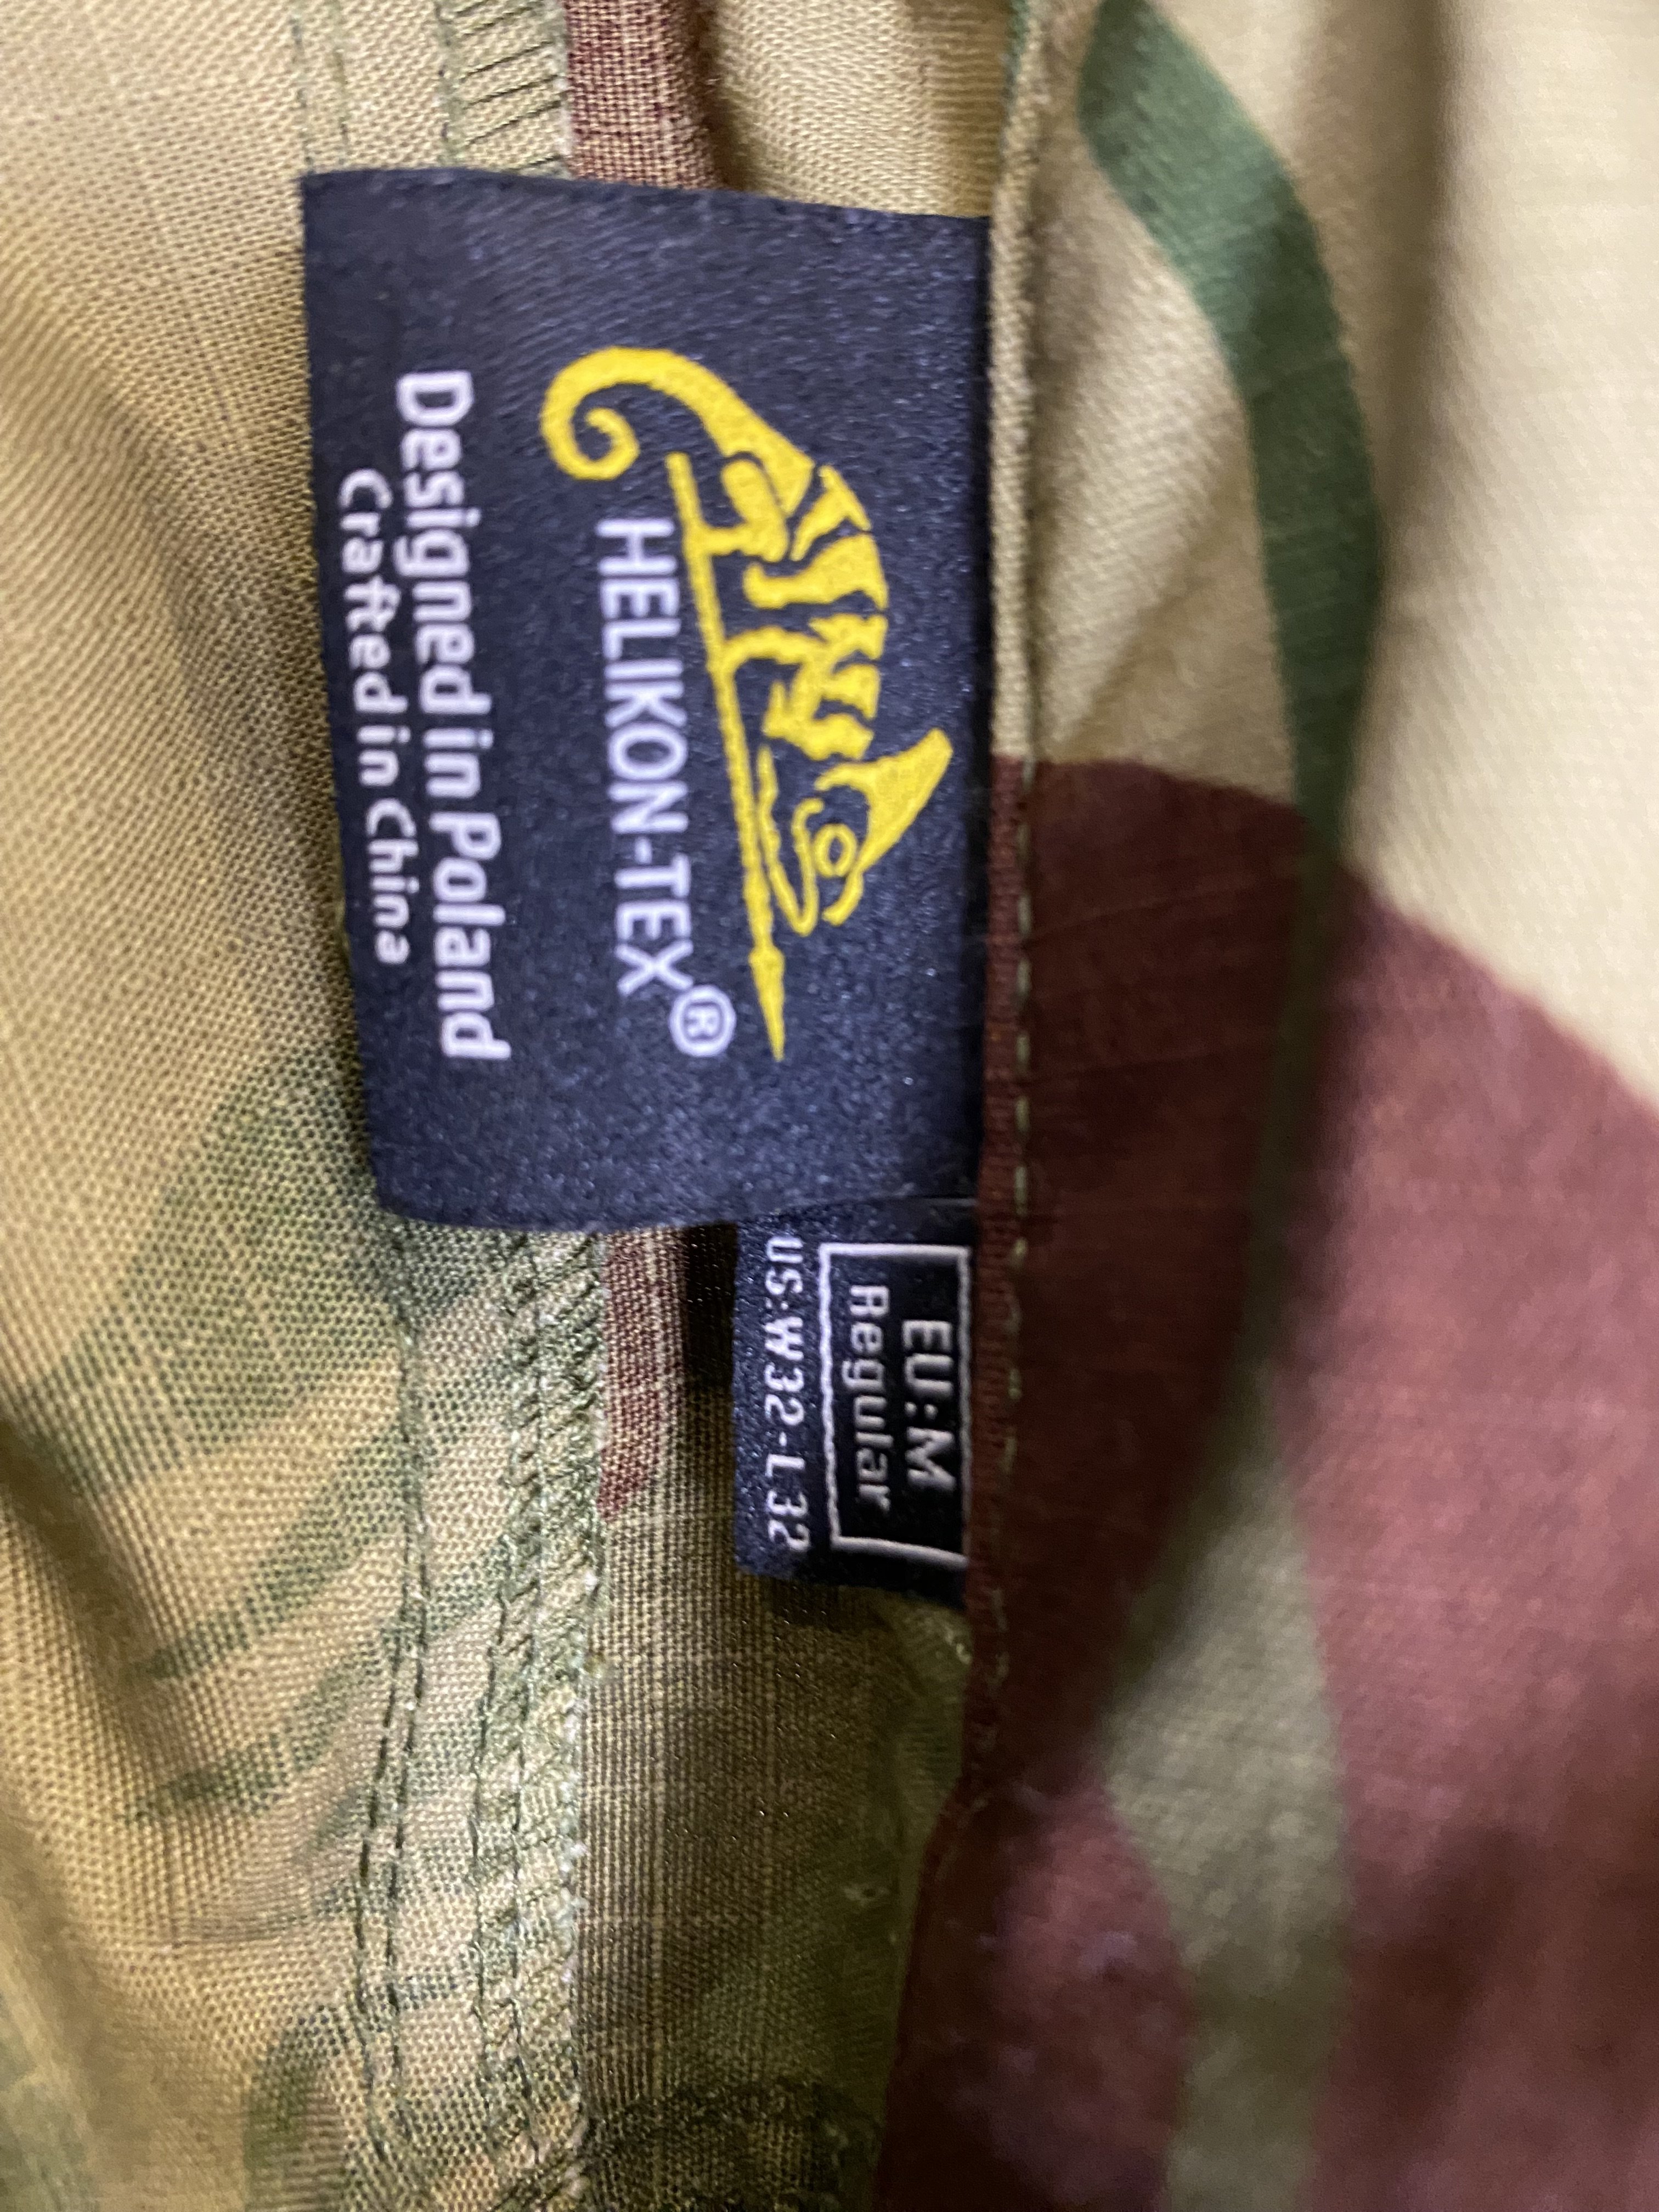 HELIKON-TEX®
Designed in Poland
Crafted in China
EU:M
Regular
US:W32-L32